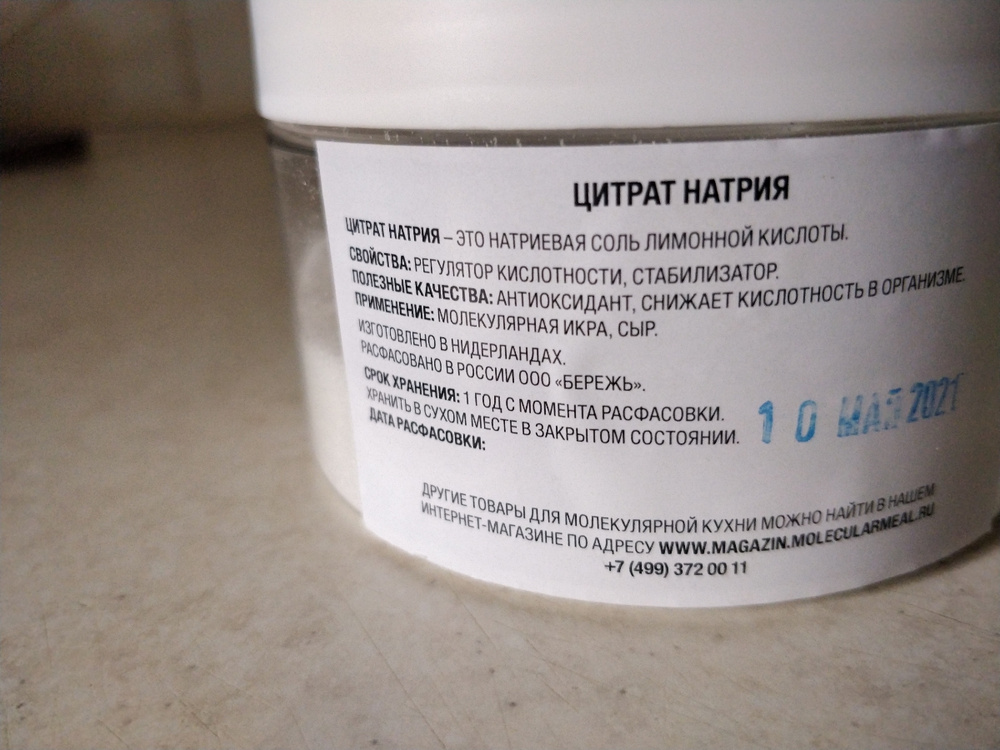 ЦИТРАТ НАТРИЯ
ЦИТРАТ НАТРИЯ – ЭТО НАТРИЕВАЯ СОЛЬ ЛИМОННОЙ КИСЛОТЫ.
СВОЙСТВА: РЕГУЛЯТОР КИСЛОТНОСТИ, СТАБИЛИЗАТОР.
ПОЛЕЗНЫЕ КАЧЕСТВА: АНТИОКСИДАНТ, СНИЖАЕТ КИСЛОТНОСТЬ В ОРГАНИЗМЕ.
ПРИМЕНЕНИЕ: МОЛЕКУЛЯРНАЯ ИКРА, СЫР.
ИЗГОТОВЛЕНО В НИДЕРЛАНДАХ.
РАСФАСОВАНО В РОССИИ ООО «БЕРЕЖЬ».
СРОК ХРАНЕНИЯ: 1 ГОД С МОМЕНТА РАСФАСОВКИ.
ХРАНИТЬ В СУХОМ МЕСТЕ В ЗАКРЫТОМ СОСТОЯНИИ.
ДАТА РАСФАСОВКИ:
10 МАЯ 2021
ДРУГИЕ ТОВАРЫ ДЛЯ МОЛЕКУЛЯРНОЙ КУХНИ МОЖНО НАЙТИ В НАШЕМ
ИНТЕРНЕТ-МАГАЗИНЕ ПО АДРЕСУ WWW.MAGAZIN.MOLECULARMEAL.RU
+7 (499) 372 00 11